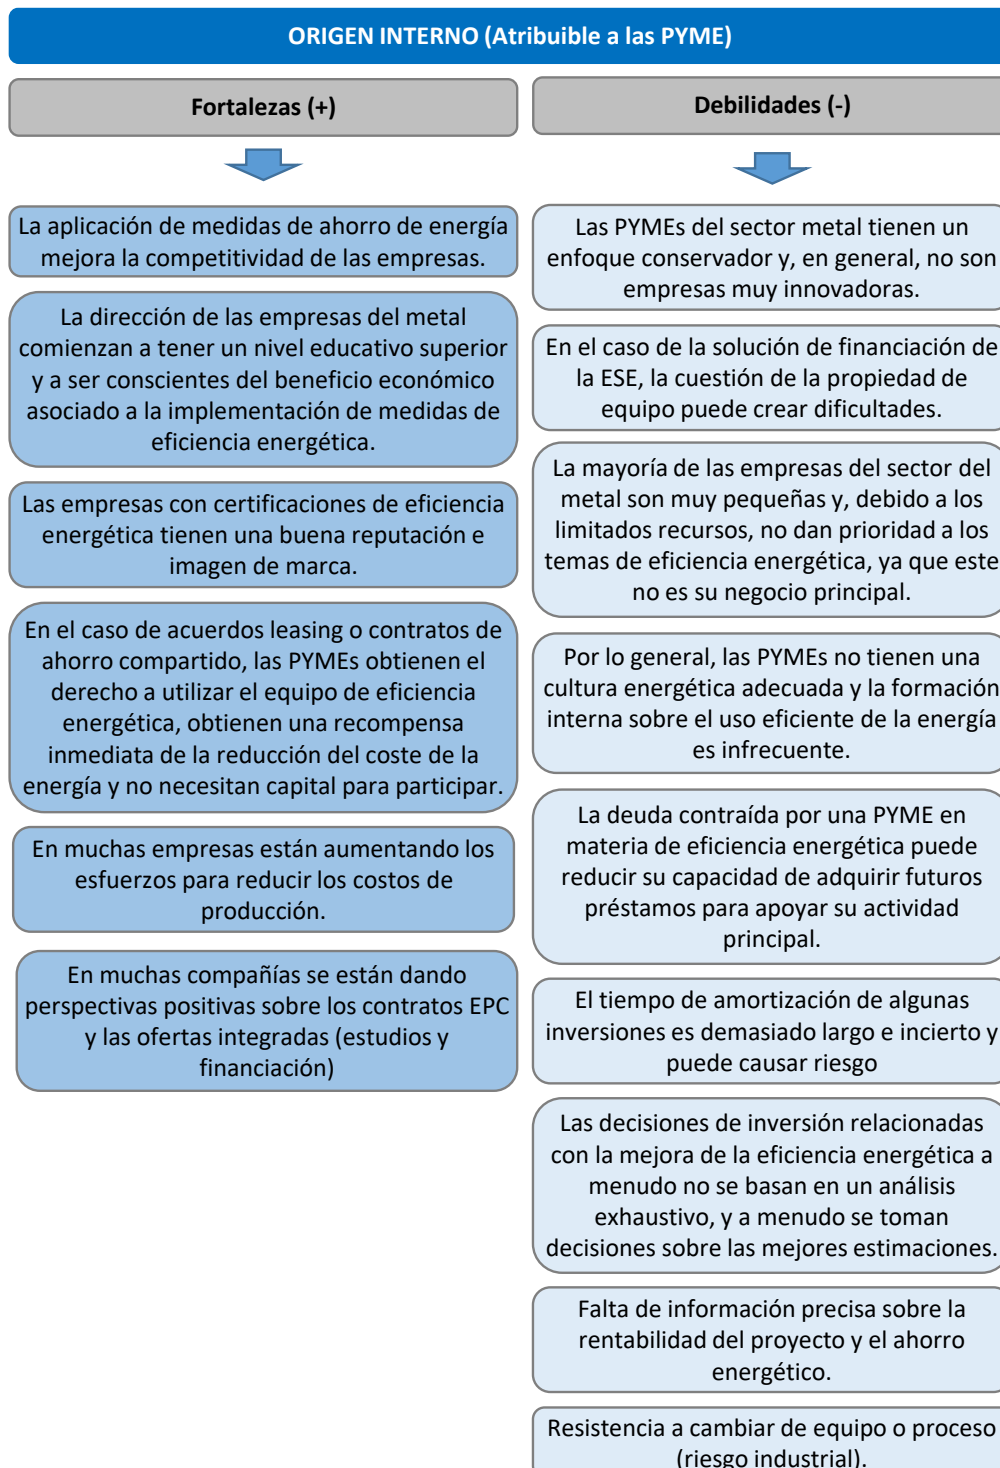 ORIGEN INTERNO (Atribuible a las PYME)
Fortalezas (+)
La aplicación de medidas de ahorro de energía
mejora la competitividad de las empresas.
La dirección de las empresas del metal
comienzan a tener un nivel educativo superior
y a ser conscientes del beneficio económico
asociado a la implementación de medidas de
eficiencia energética.
Las empresas con certificaciones de eficiencia
energética tienen una buena reputación e
imagen de marca.
En el caso de acuerdos leasing o contratos de
ahorro compartido, las PYMEs obtienen el
derecho a utilizar el equipo de eficiencia
energética, obtienen una recompensa
inmediata de la reducción del coste de la
energía y no necesitan capital para participar.
En muchas empresas están aumentando los
esfuerzos para reducir los costos de
producción.
En muchas compañías se están dando
perspectivas positivas sobre los contratos EPC
y las ofertas integradas (estudios y
financiación)
Debilidades (-)
Las PYMEs del sector metal tienen un
enfoque conservador y, en general, no son
empresas muy innovadoras.
En el caso de la solución de financiación de
la ESE, la cuestión de la propiedad de
equipo puede crear dificultades.
La mayoría de las empresas del sector del
metal son muy pequeñas y, debido a los
limitados recursos, no dan prioridad a los
temas de eficiencia energética, ya que este
no es su negocio principal.
Por lo general, las PYMEs no tienen una
cultura energética adecuada y la formación
interna sobre el uso eficiente de la energía
es infrecuente.
La deuda contraída por una PYME en
materia de eficiencia energética puede
reducir su capacidad de adquirir futuros
préstamos para apoyar su actividad
principal.
El tiempo de amortización de algunas
inversiones es demasiado largo e incierto y
puede causar riesgo
Las decisiones de inversión relacionadas
con la mejora de la eficiencia energética a
menudo no se basan en un análisis
exhaustivo, y a menudo se toman
decisiones sobre las mejores estimaciones.
Falta de información precisa sobre la
rentabilidad del proyecto y el ahorro
energético.
Resistencia a cambiar de equipo o proceso
(riesgo industrial).